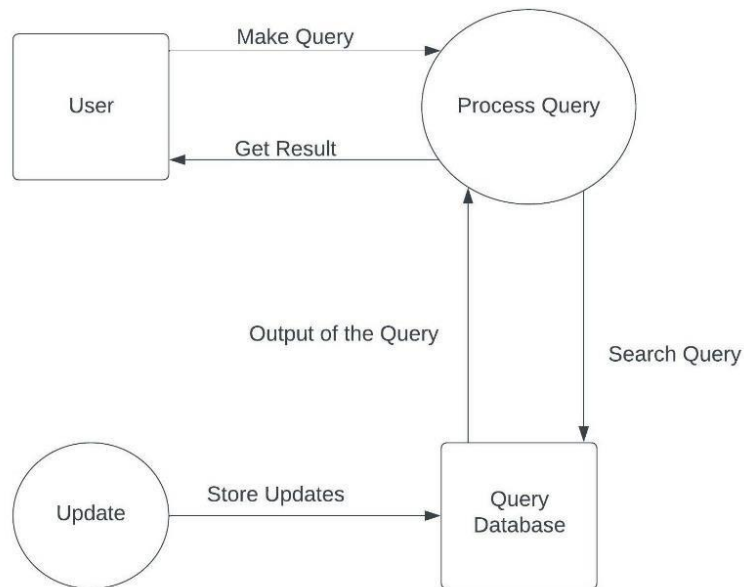 Make Query
User
Process Query
Get Result
Output of the Query
Search Query
Update
Store Updates
Query
Database